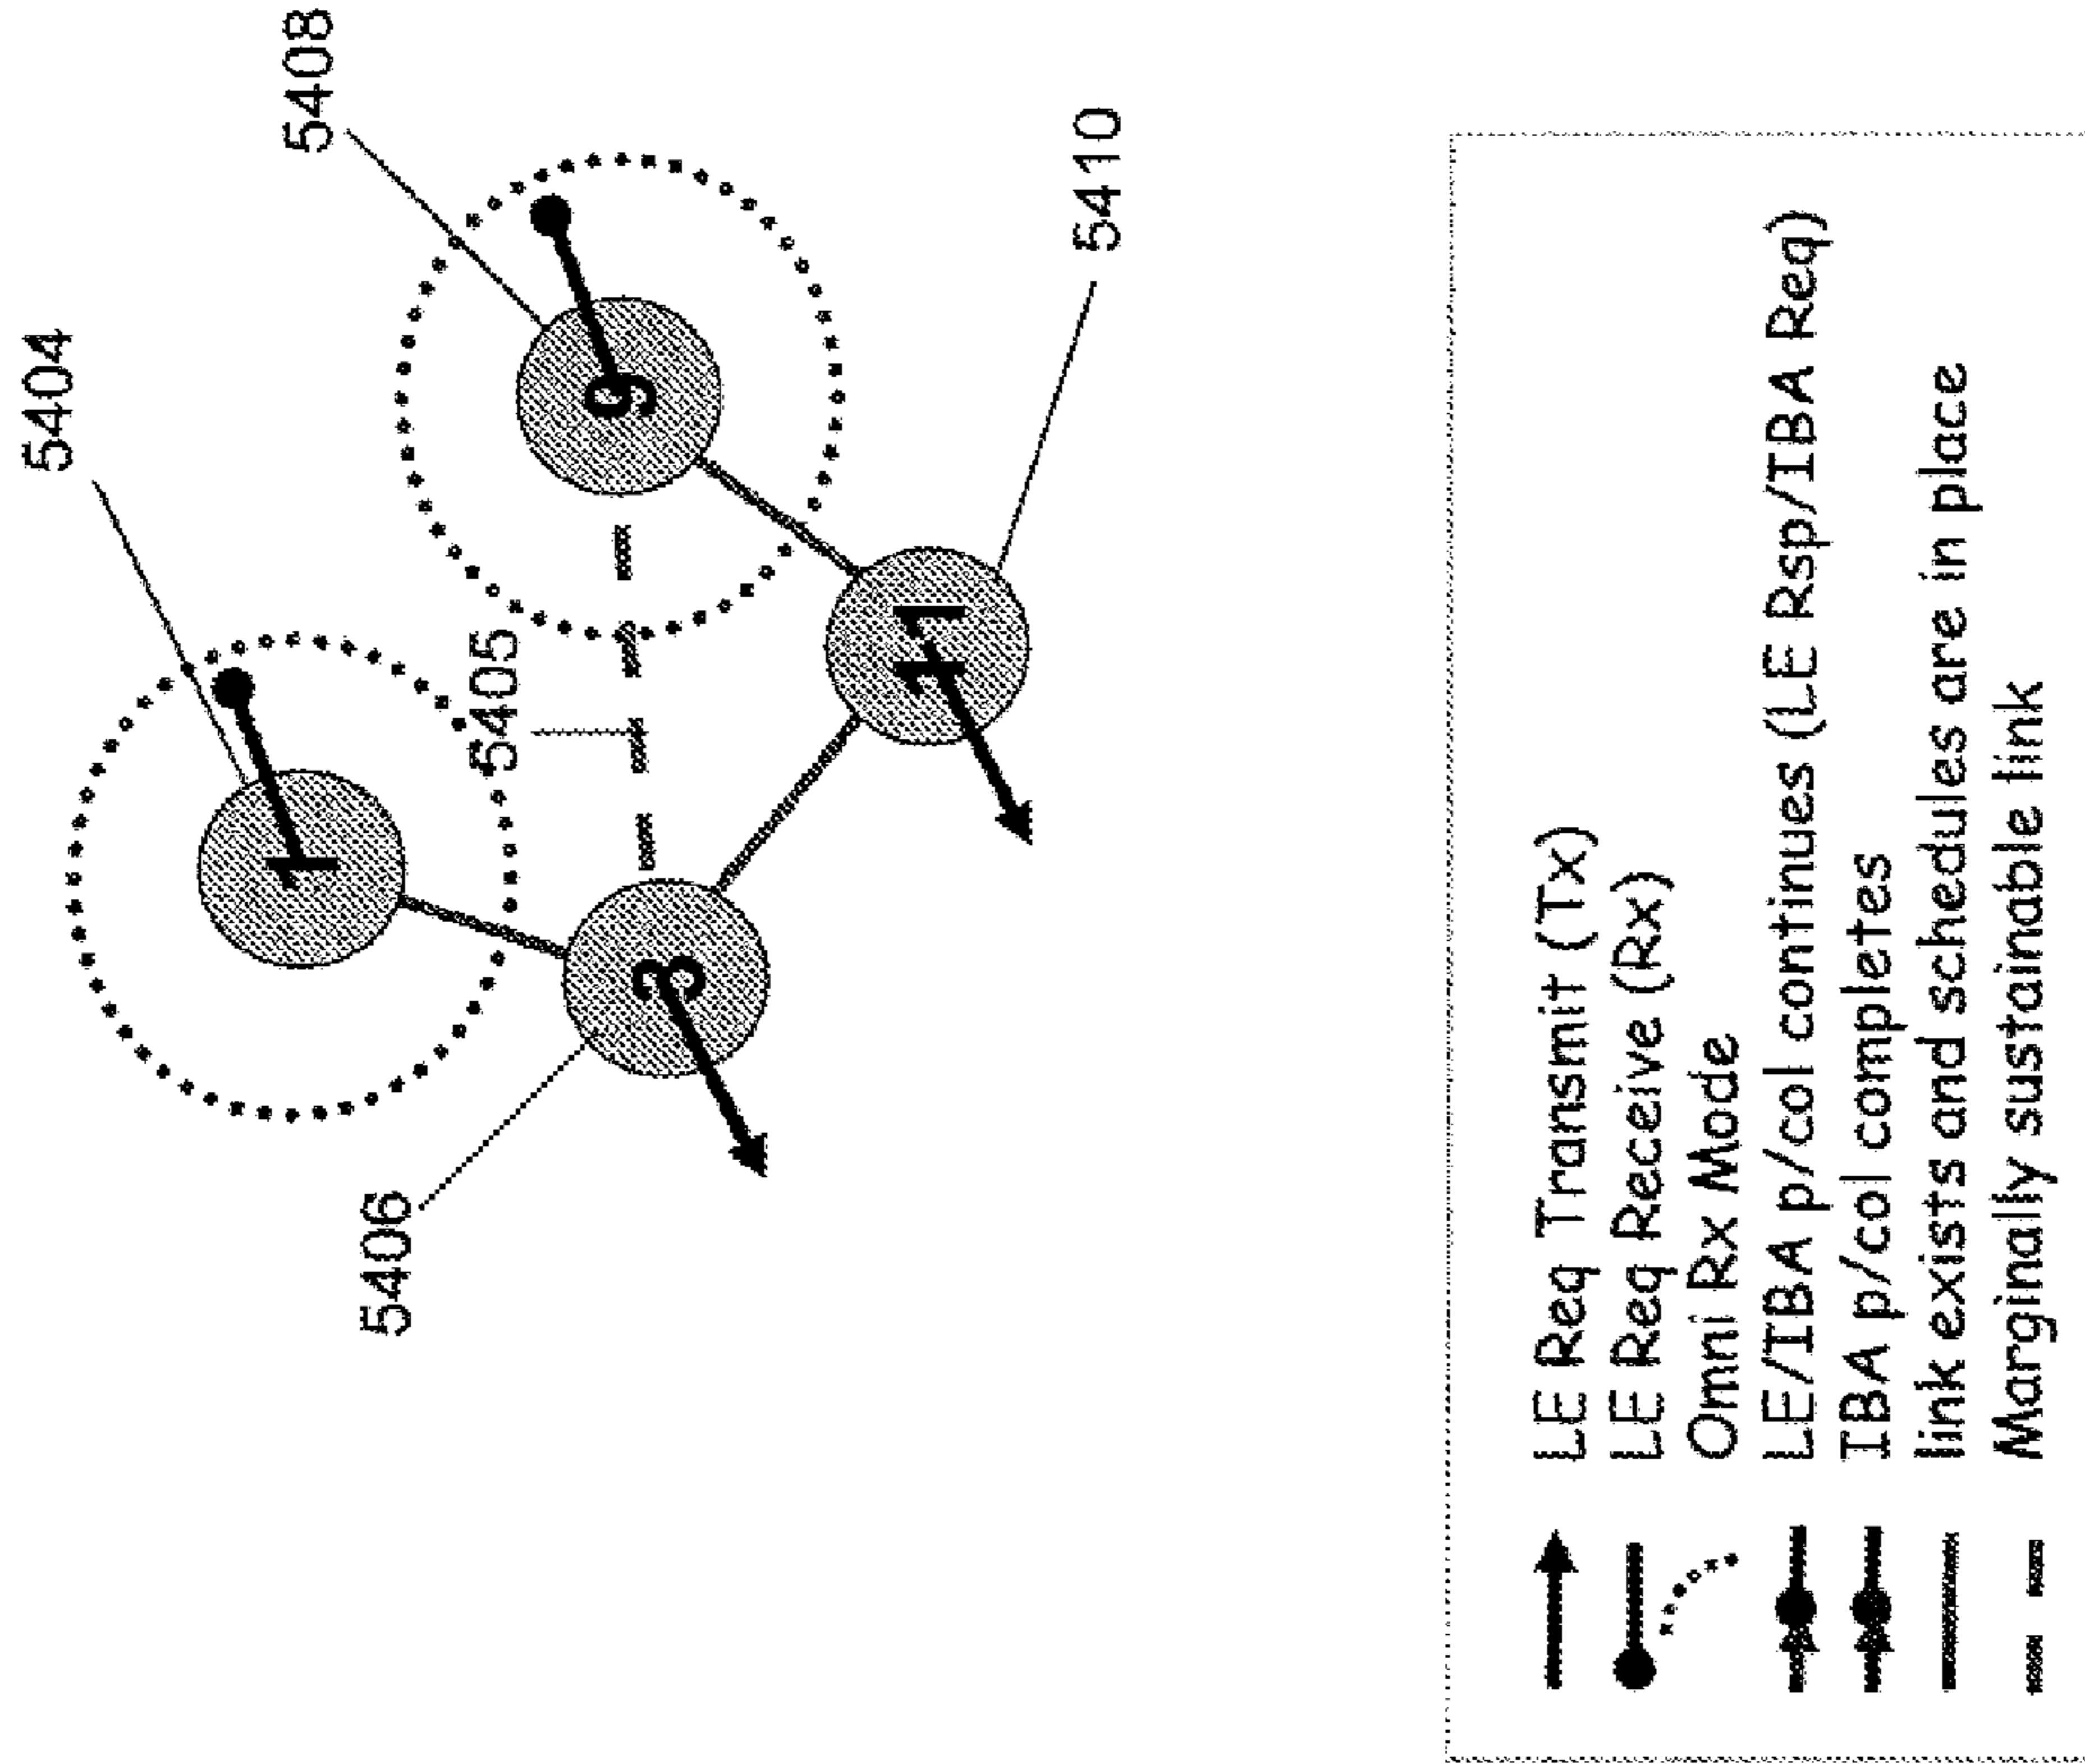 5404
5408
1
5405
9
5406
3
11
5410
LE Req Transmit (Tx)
LE Req Receive (Rx)
Omni Rx Mode
LE/IBA p/col continues (LE Rsp/IBA Req)
IBA p/col completes
link exists and schedules are in place
Marginally sustainable link